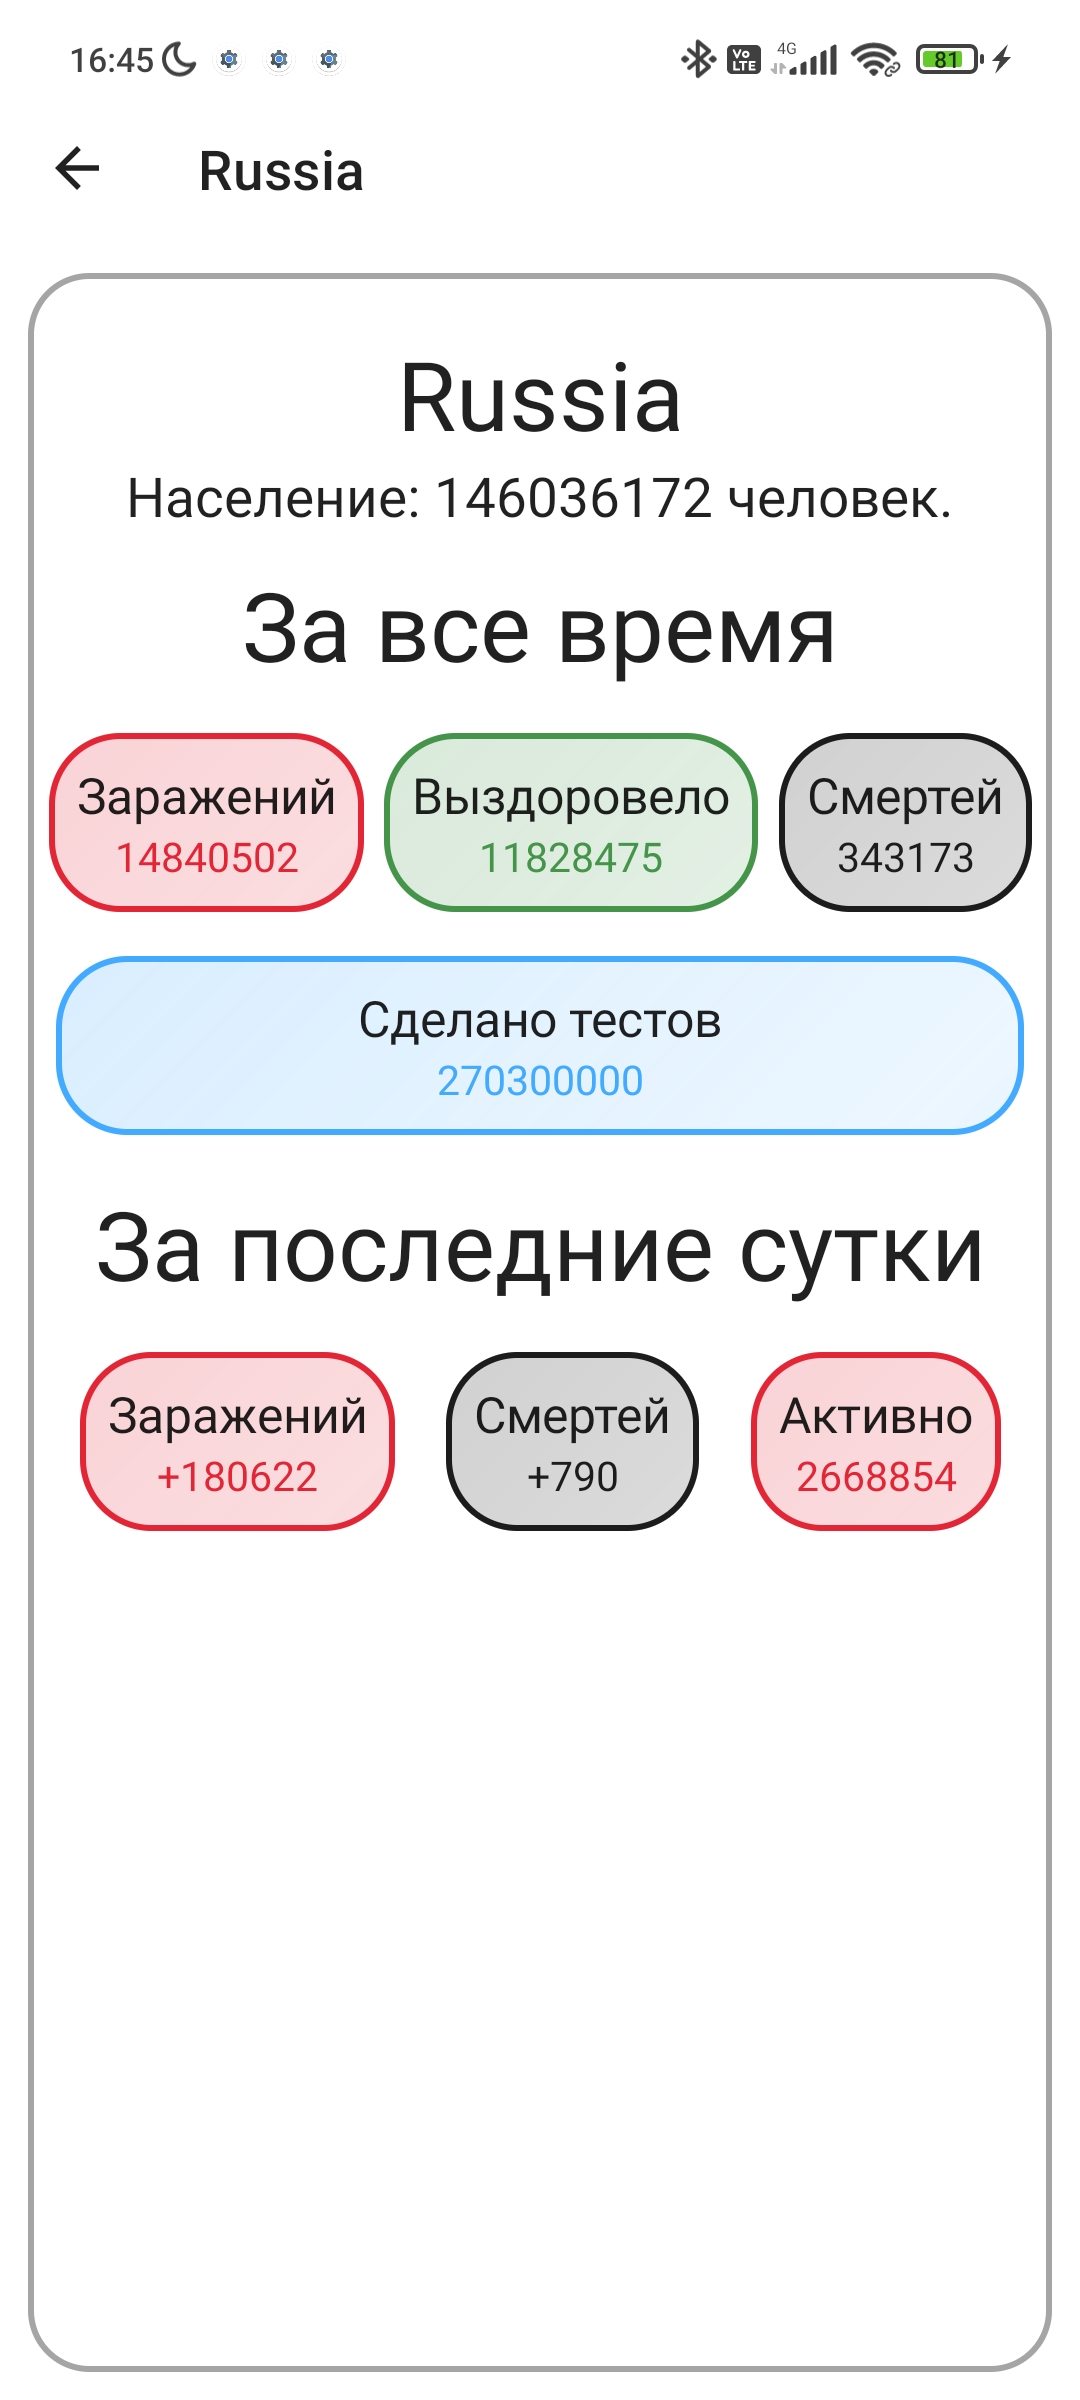 16:45
Vo
LTE
4G
81
Russia
Russia
Население: 146036172 человек.
За все время
Заражений Выздоровело Смертей
14840502 11828475 343173
Сделано тестов
270300000
За последние сутки
Заражений Смертей Активно
+180622 +790 2668854